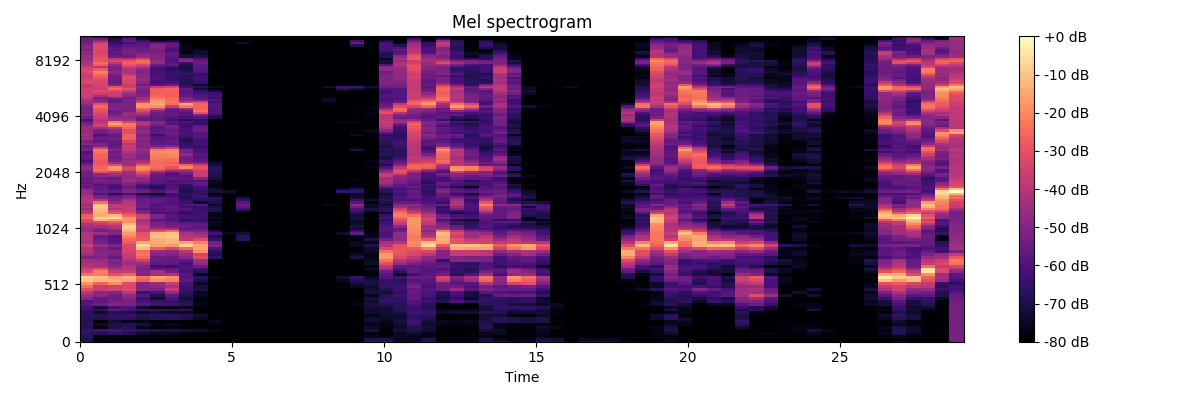 Mel spectrogram
8192
4096
2048
1024
512
0
Hz
0 5 10 15 20 25
Time
+0 dB
-10 dB
-20 dB
-30 dB
-40 dB
-50 dB
-60 dB
-70 dB
-80 dB